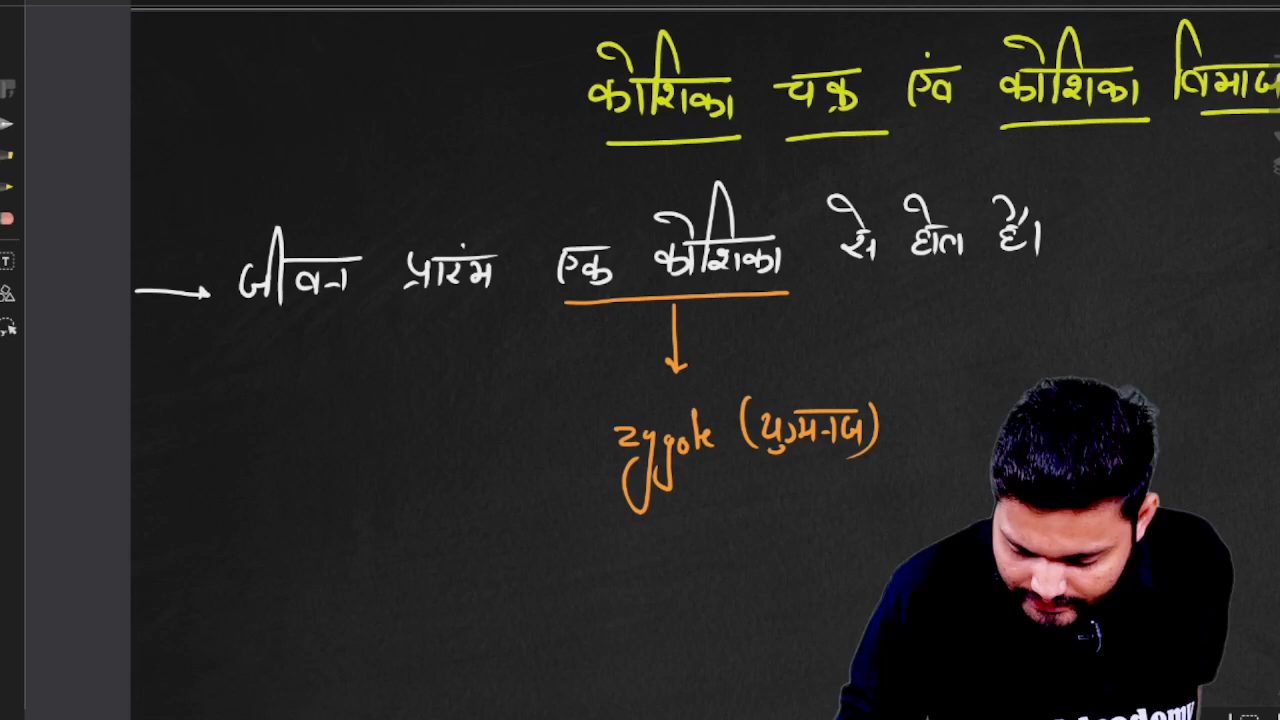 कोशिका चक्र एवं कोशिका
→ जीवन प्रारंभ एक कोशिका से होता है।
zygote (युग्मनज)